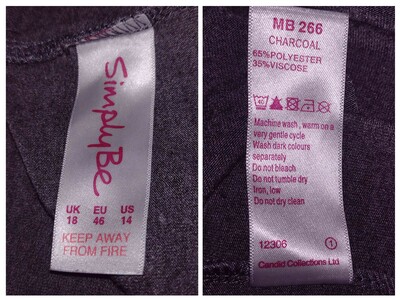 SimplyBe
UK EU US
18 46 14
KEEP AWAY
FROM FIRE
MB 266
CHARCOAL
65%POLYESTER
35%VISCOSE
40
Machine wash , warm on a
very gentle cycle
Wash dark colours
separately
Do not bleach
Do not tumble dry
Iron, low
Do not dry clean
12306 1
Candid Collections Ltd